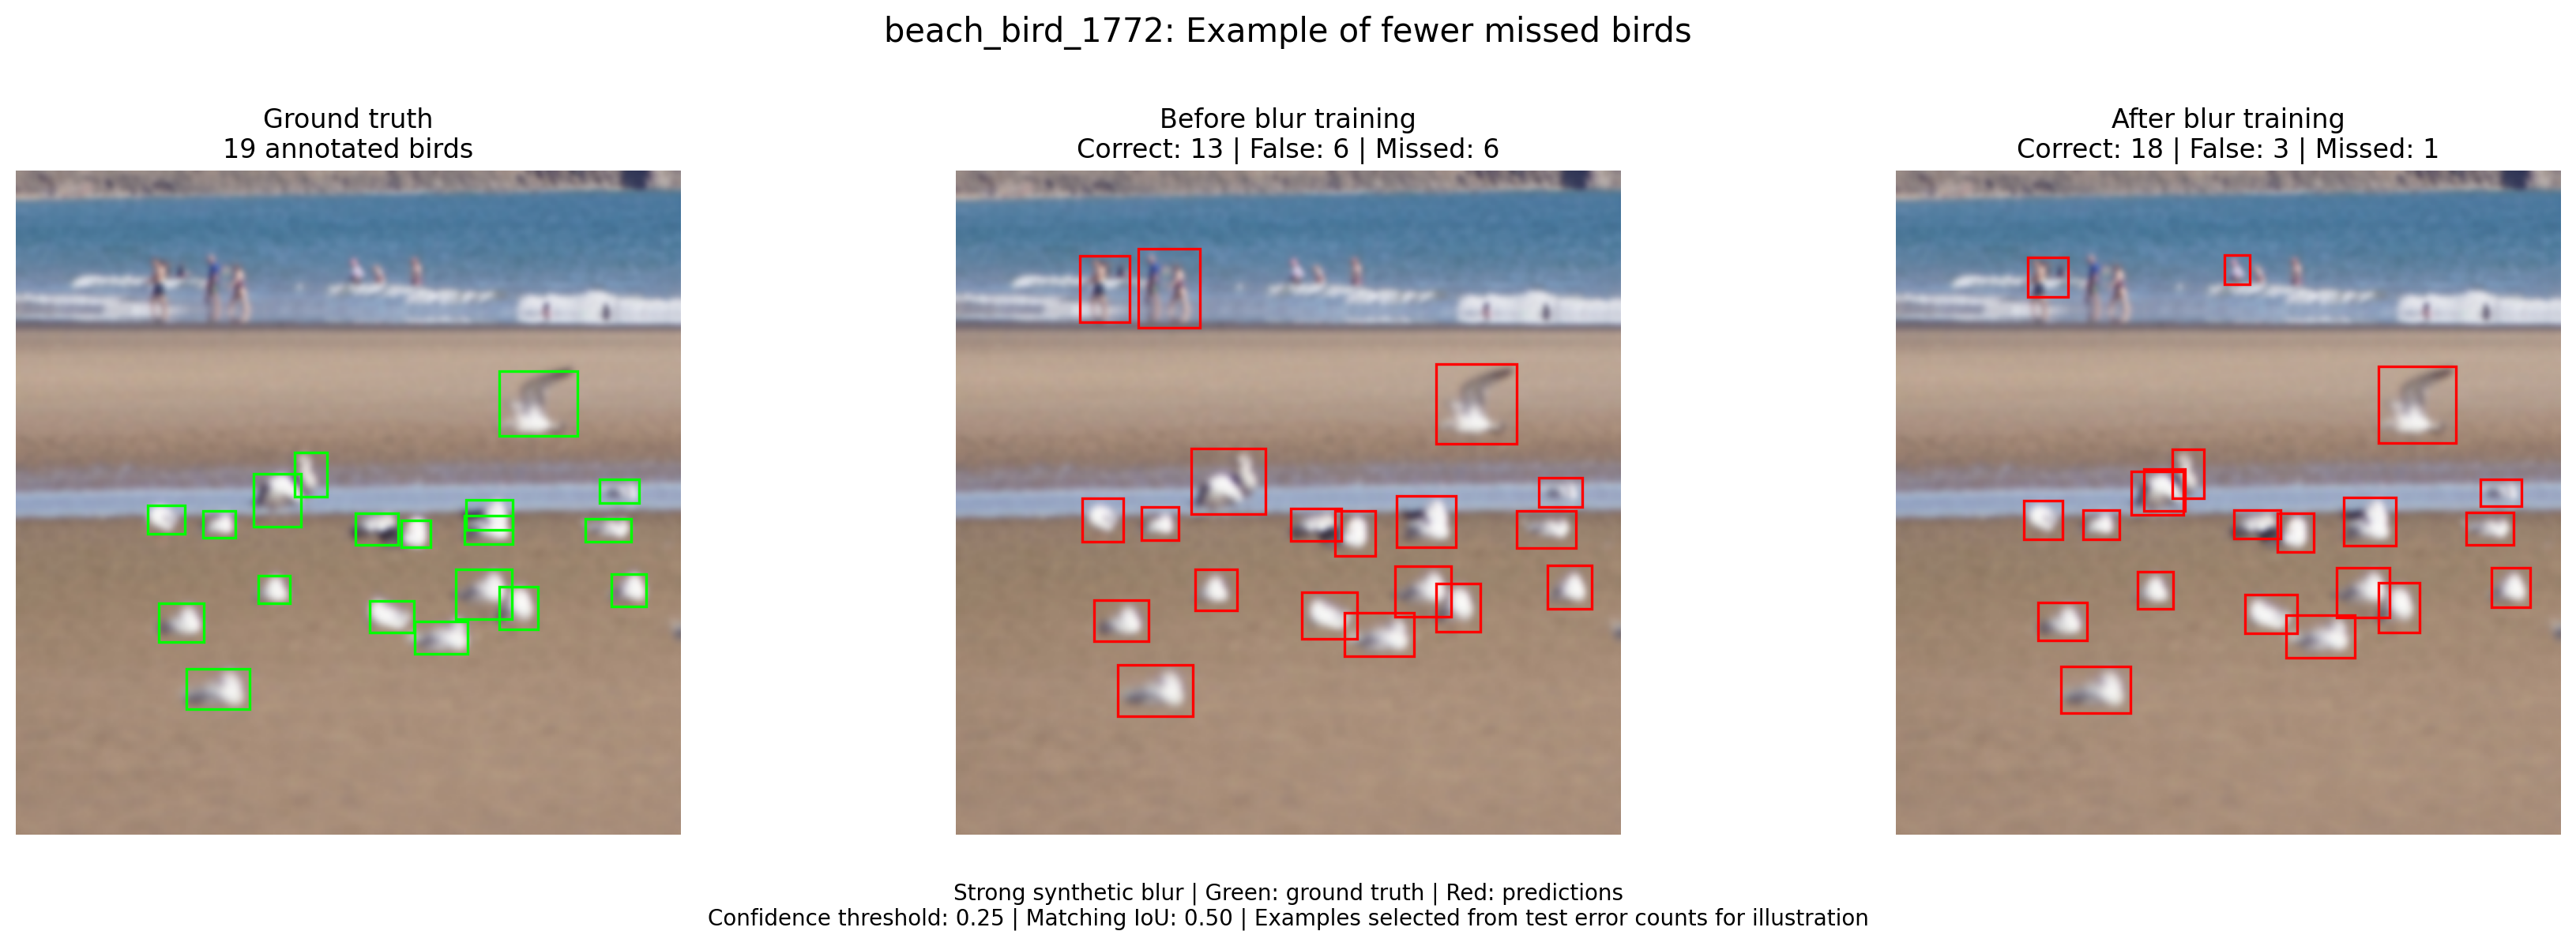 beach_bird_1772: Example of fewer missed birds
Ground truth
19 annotated birds
Before blur training
Correct: 13 | False: 6 | Missed: 6
After blur training
Correct: 18 | False: 3 | Missed: 1
Strong synthetic blur | Green: ground truth | Red: predictions
Confidence threshold: 0.25 | Matching IoU: 0.50 | Examples selected from test error counts for illustration